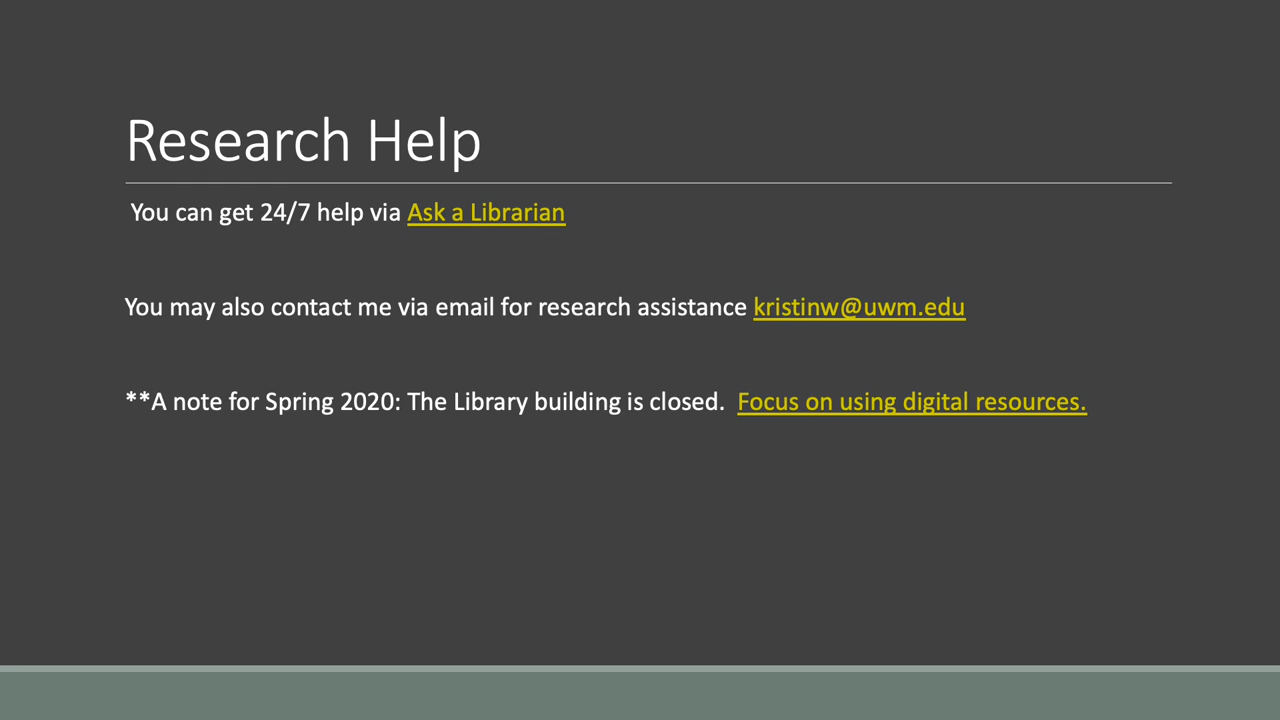 Research Help
You can get 24/7 help via Ask a Librarian
You may also contact me via email for research assistance kristinw@uwm.edu
**A note for Spring 2020: The Library building is closed.  Focus on using digital resources.